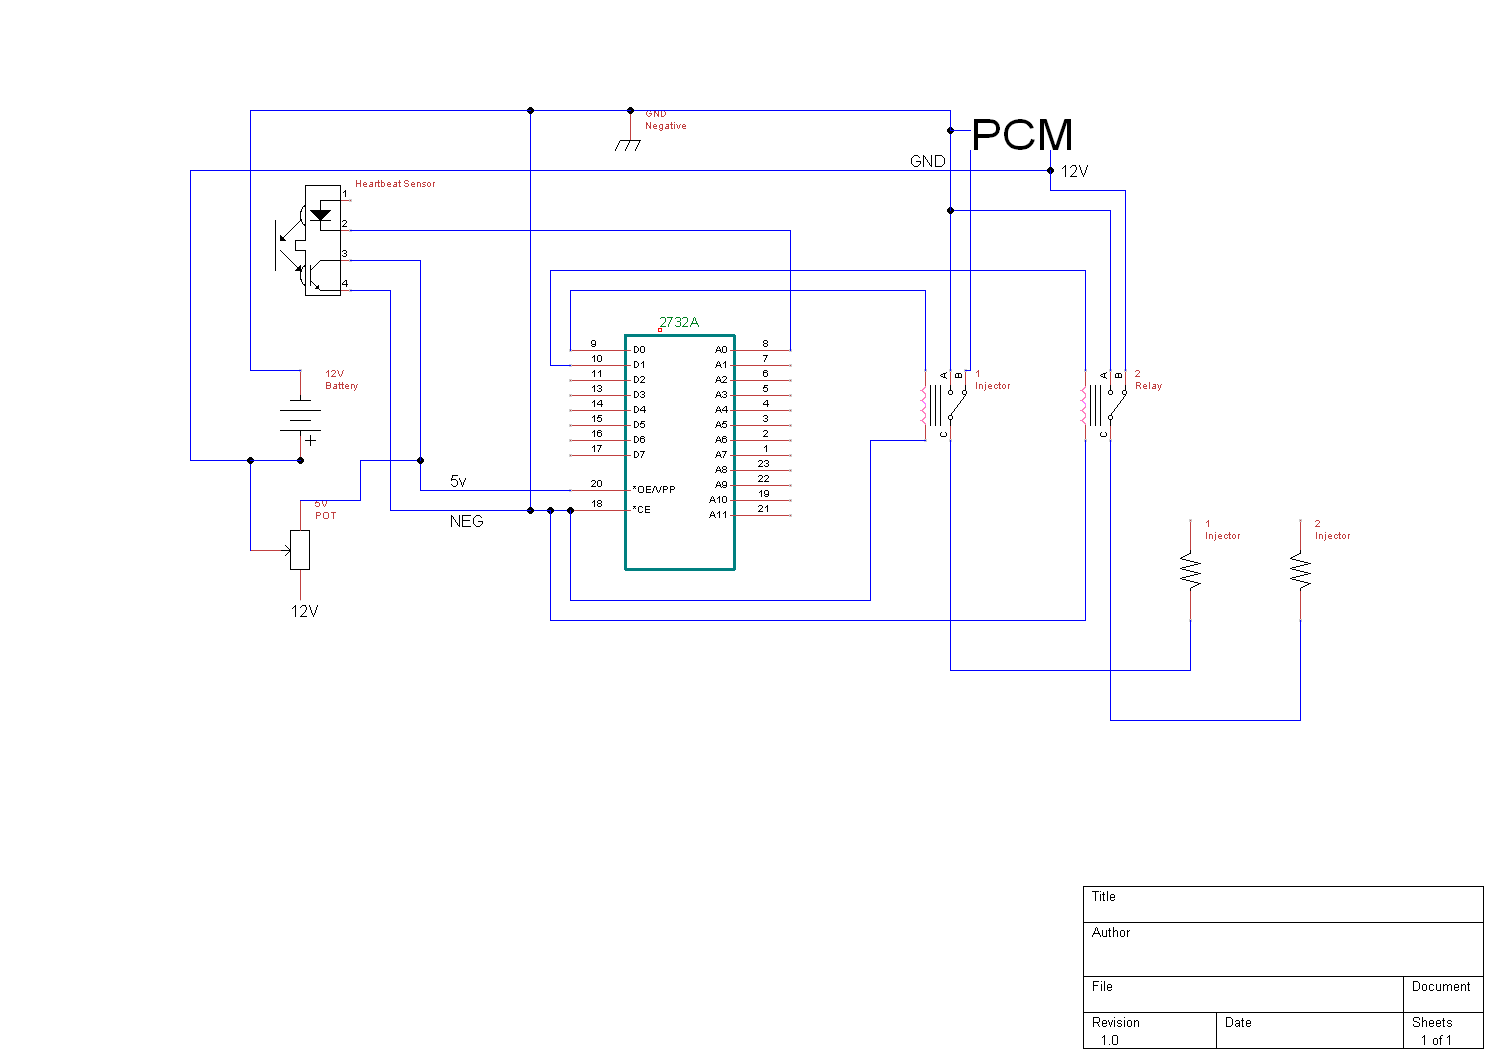 GND
Negative
PCM
GND
12V
Heartbeat Sensor
1
2
3
4
12V
Battery
+
5V
POT
12V
5v
NEG
2732A
9 D0 A0 8
10 D1 A1 7
11 D2 A2 6
13 D3 A3 5
14 D4 A4 4
15 D5 A5 3
16 D6 A6 2
17 D7 A7 1
A8 23
A9 22
20 *OE/VPP
A10 19
18 *CE
A11 21
A B
1
Injector
C
A B
2
Relay
C
1
Injector
2
Injector
Title
Author
File Document
Revision Date Sheets
1.0 1 of 1